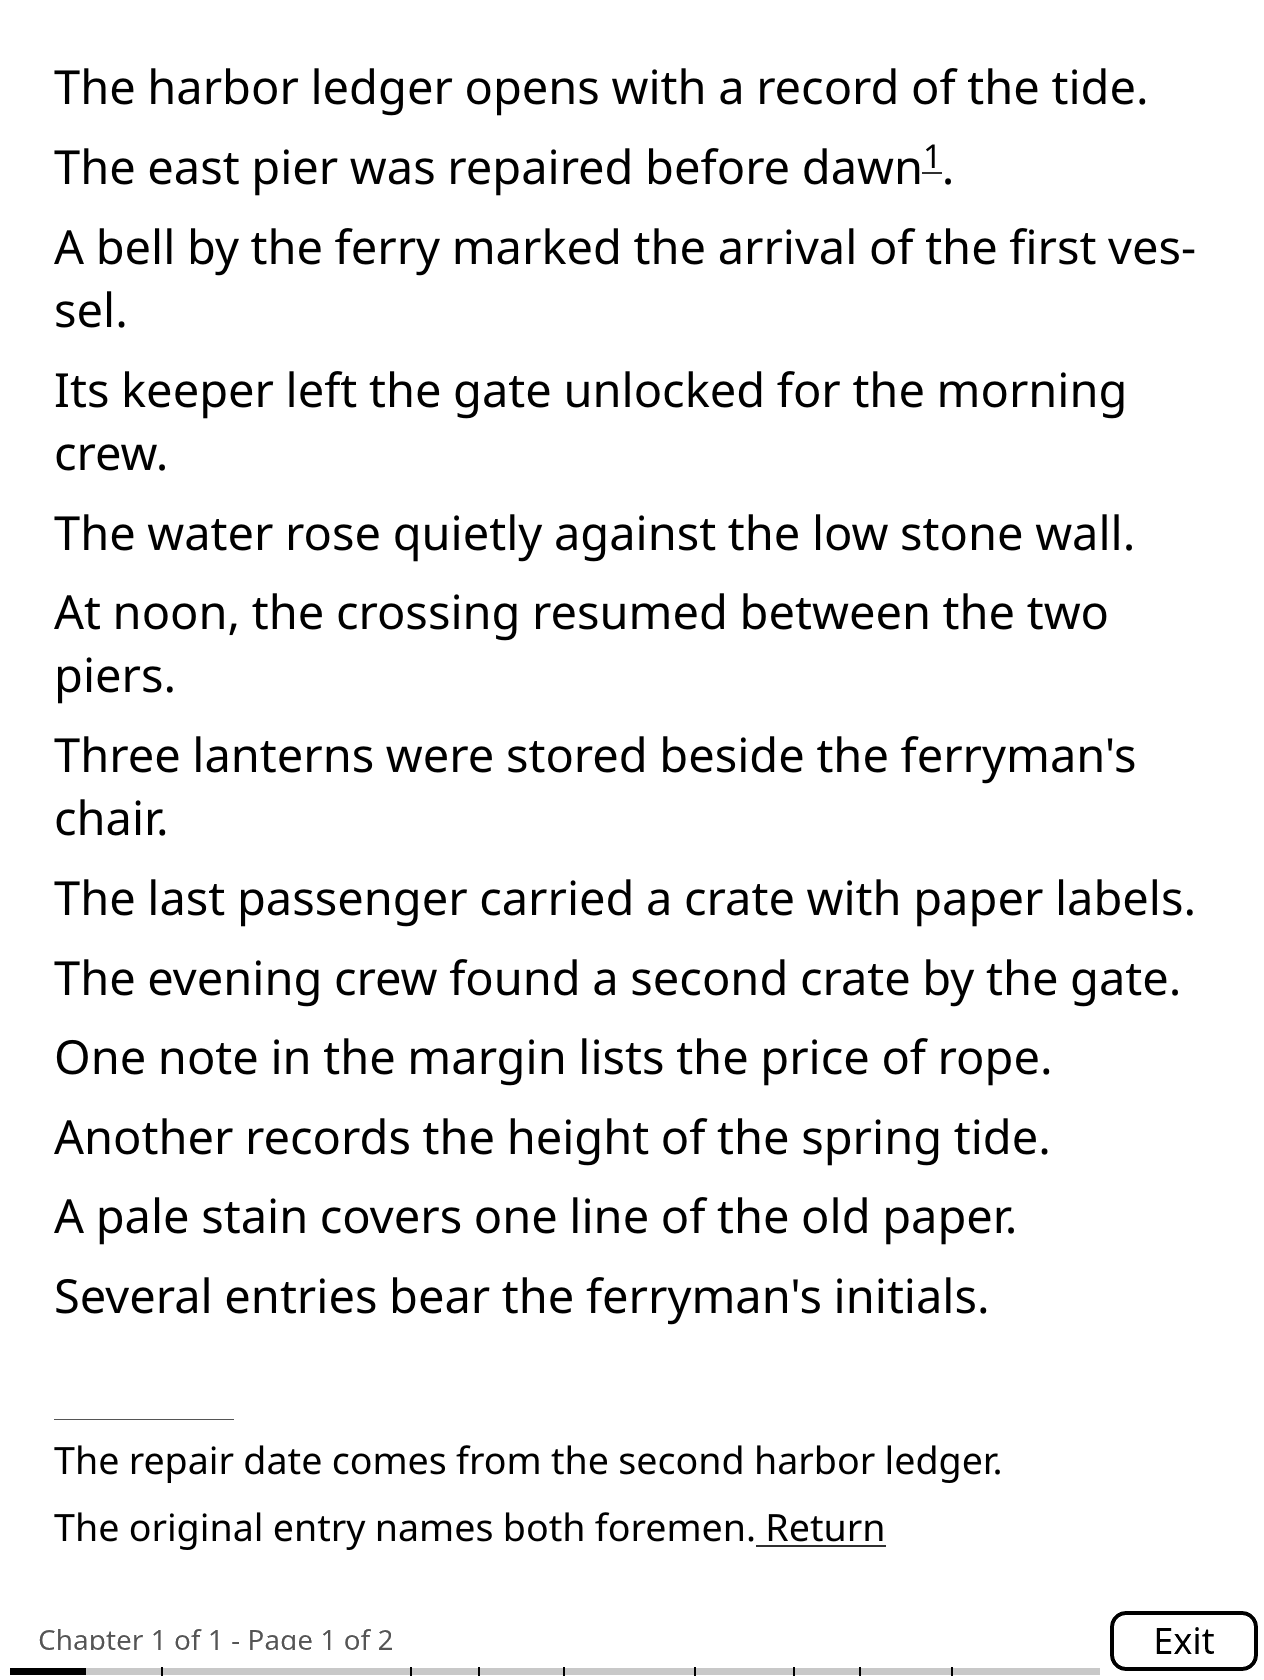 The harbor ledger opens with a record of the tide.
The east pier was repaired before dawn1.
A bell by the ferry marked the arrival of the first ves-
sel.
Its keeper left the gate unlocked for the morning
crew.
The water rose quietly against the low stone wall.
At noon, the crossing resumed between the two
piers.
Three lanterns were stored beside the ferryman's
chair.
The last passenger carried a crate with paper labels.
The evening crew found a second crate by the gate.
One note in the margin lists the price of rope.
Another records the height of the spring tide.
A pale stain covers one line of the old paper.
Several entries bear the ferryman's initials.
The repair date comes from the second harbor ledger.
The original entry names both foremen. Return
Chapter 1 of 1 - Page 1 of 2
Exit